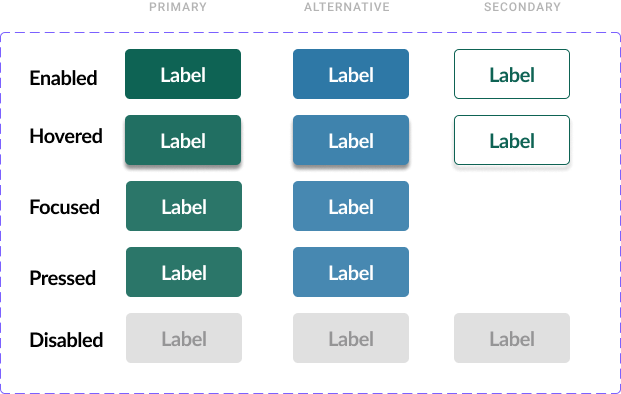 PRIMARY ALTERNATIVE SECONDARY
Enabled Label Label Label
Hovered Label Label Label
Focused Label Label
Pressed Label Label
Disabled Label Label Label